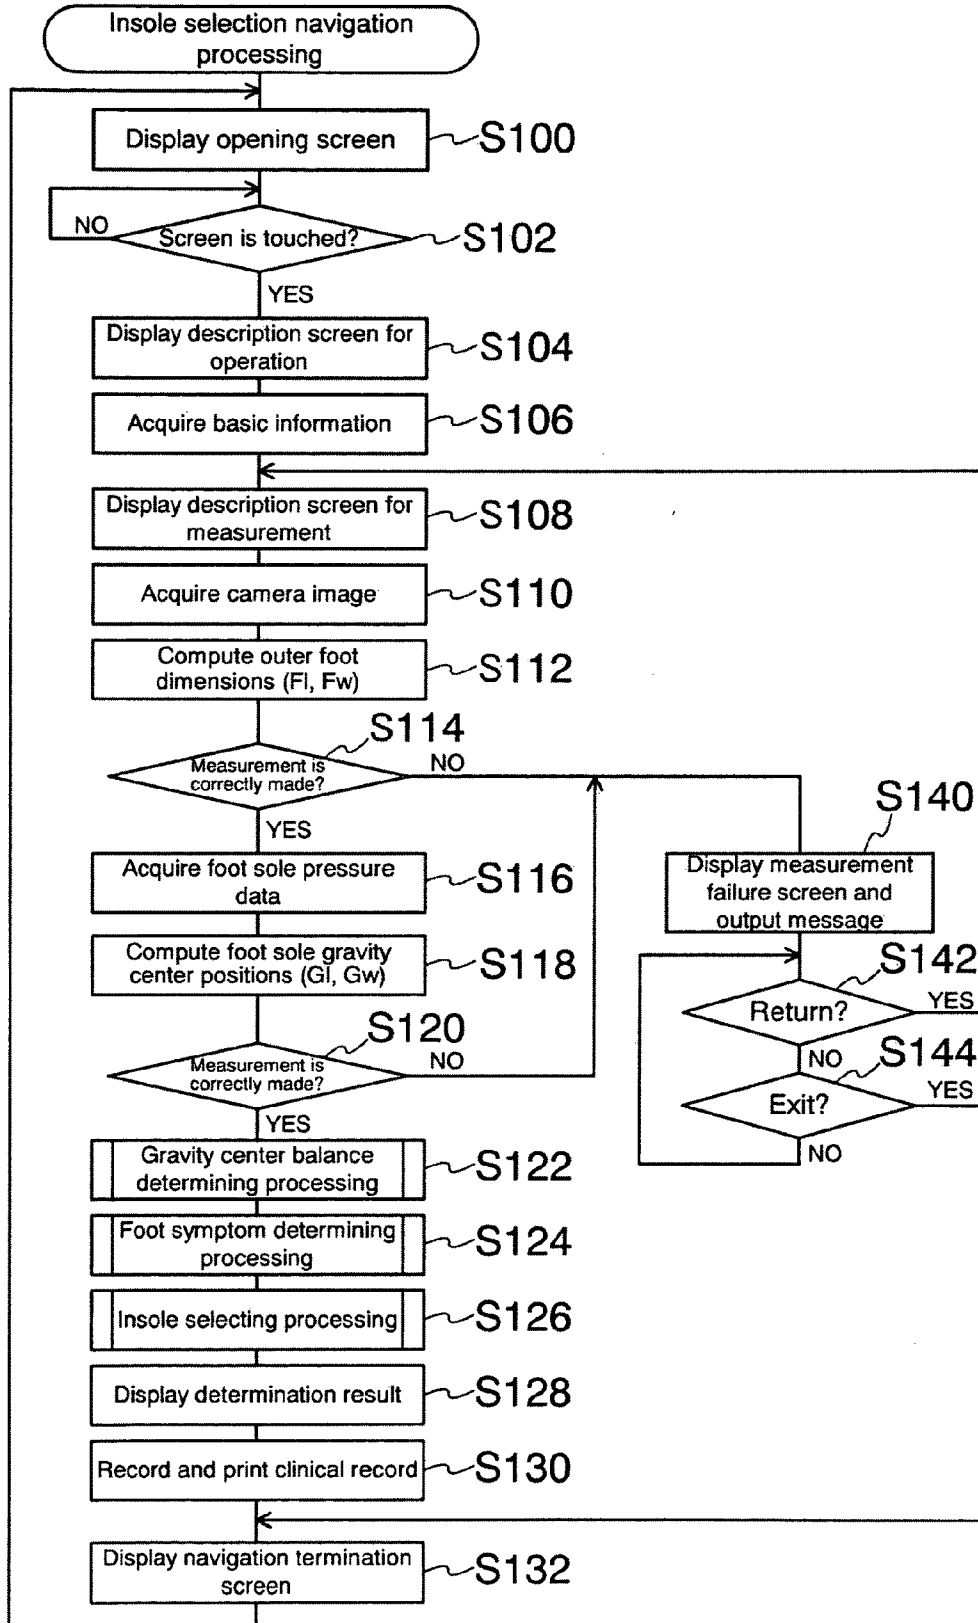 Insole selection navigation
processing
Display opening screen
S100
NO
Screen is touched?
S102
YES
Display description screen for
operation
S104
Acquire basic information
S106
Display description screen for
measurement
S108
Acquire camera image
S110
Compute outer foot
dimensions (Fl, Fw)
S112
S114
Measurement is
correctly made?
NO
YES
Acquire foot sole pressure
data
S116
Compute foot sole gravity
center positions (Gl, Gw)
S118
S120
Measurement is
correctly made?
NO
YES
Gravity center balance
determining processing
S122
Foot symptom determining
processing
S124
Insole selecting processing
S126
Display determination result
S128
Record and print clinical record
S130
Display navigation termination
screen
S132
S140
Display measurement
failure screen and
output message
S142
Return?
YES
NO
S144
Exit?
YES
NO